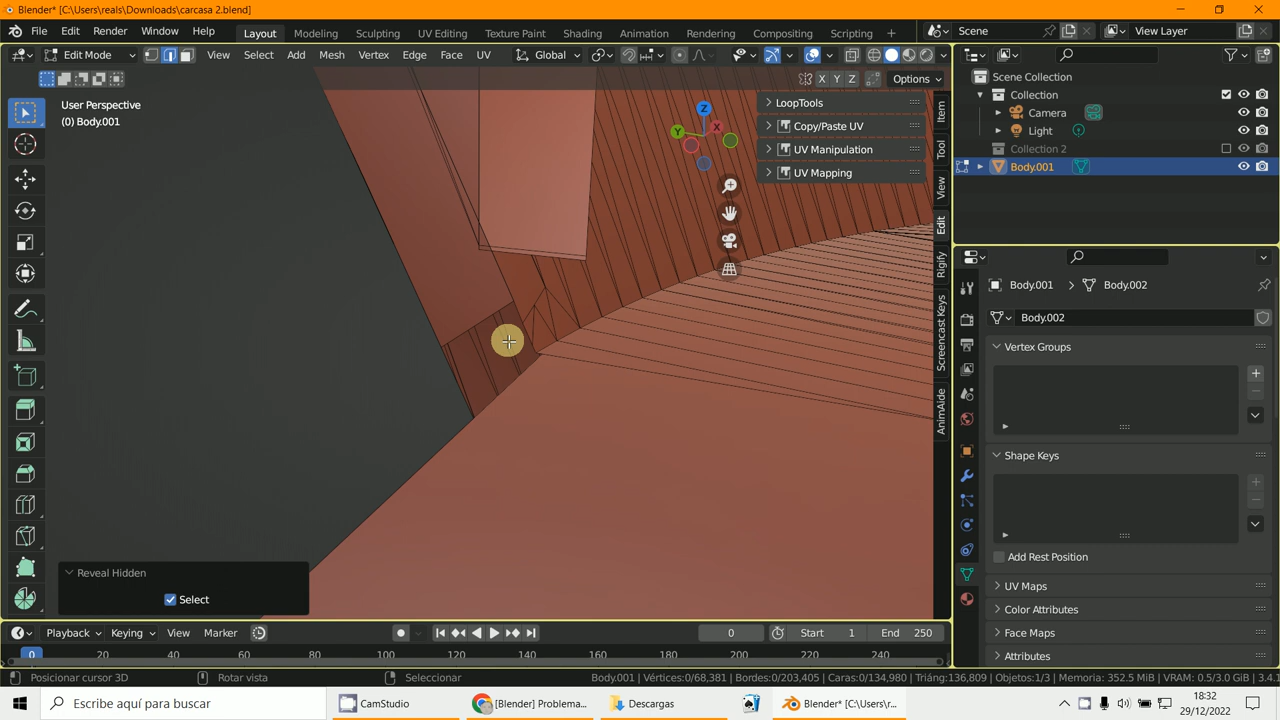 Blender* [C:\Users\reals\Downloads\carcasa 2.blend]
File Edit Render Window Help Layout Modeling Sculpting UV Editing Texture Paint Shading Animation Rendering Compositing Scripting Scene View Layer
Edit Mode View Select Add Mesh Vertex Edge Face UV Global
X Y Z Options
User Perspective
(0) Body.001
LoopTools
Copy/Paste UV
UV Manipulation
UV Mapping
Z
Y
X
Item
Tool
View
Edit
Rigify
Screencast Keys
AnimAide
Scene Collection
Collection
Camera
Light
Collection 2
Body.001
Body.001 Body.002
Body.002
Vertex Groups
Shape Keys
Add Rest Position
UV Maps
Color Attributes
Face Maps
Attributes
Reveal Hidden
Select
Playback Keying View Marker 0 Start 1 End 250
0 20 40 60 80 100 120 140 160 180 200 220 240
Posicionar cursor 3D Rotar vista Seleccionar Body.001 | Vértices:0/68,381 | Bordes:0/203,405 | Caras:0/134,980 | Triáng:136,809 | Objetos:1/3 | Memoria: 352.5 MiB | VRAM: 0.5/3.0 GiB | 3.4.1
Escribe aquí para buscar CamStudio [Blender] Problema... Descargas Blender* [C:\Users\r...
18:32
29/12/2022